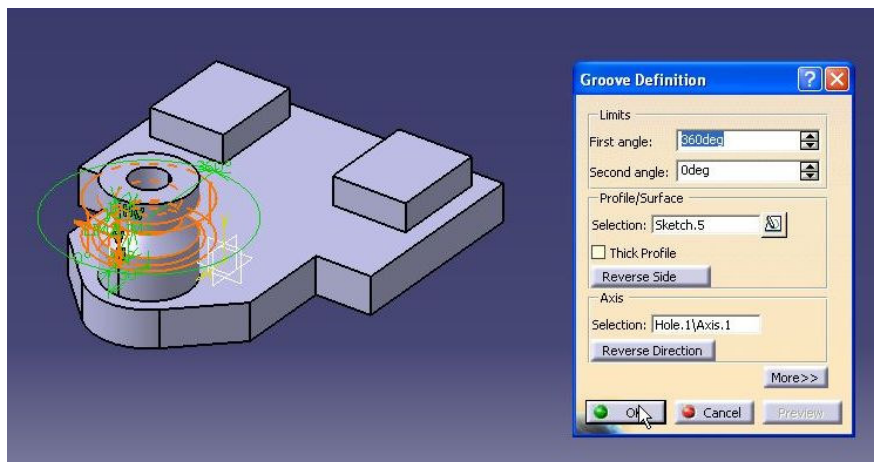 Groove Definition
Limits
First angle: 360deg
Second angle: 0deg
Profile/Surface
Selection: Sketch.5
Thick Profile
Reverse Side
Axis
Selection: Hole.1\Axis.1
Reverse Direction
More>>
Cancel Preview